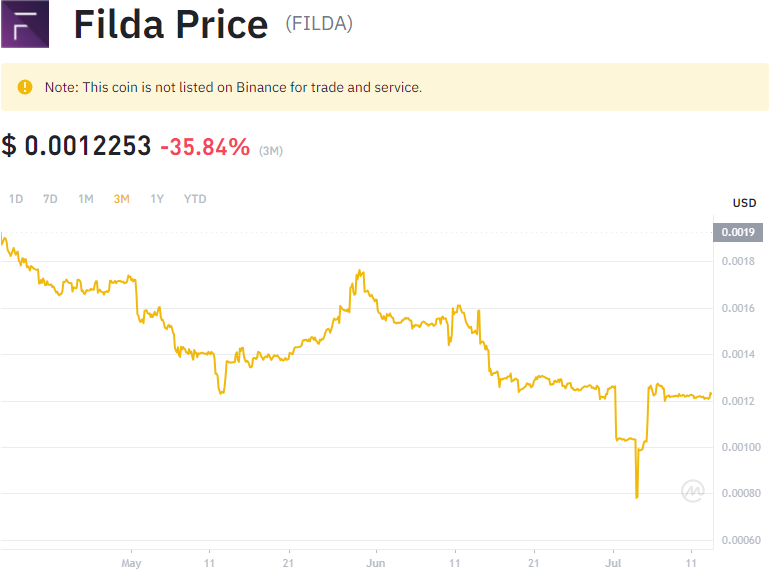 Filda Price (FILDA)
Note: This coin is not listed on Binance for trade and service.
$ 0.0012253 -35.84% (3M)
1D 7D 1M 3M 1Y YTD
USD
0.0019
0.0018
0.0016
0.0014
0.0012
0.00100
0.00080
0.00060
May 11 21 Jun 11 21 Jul 11